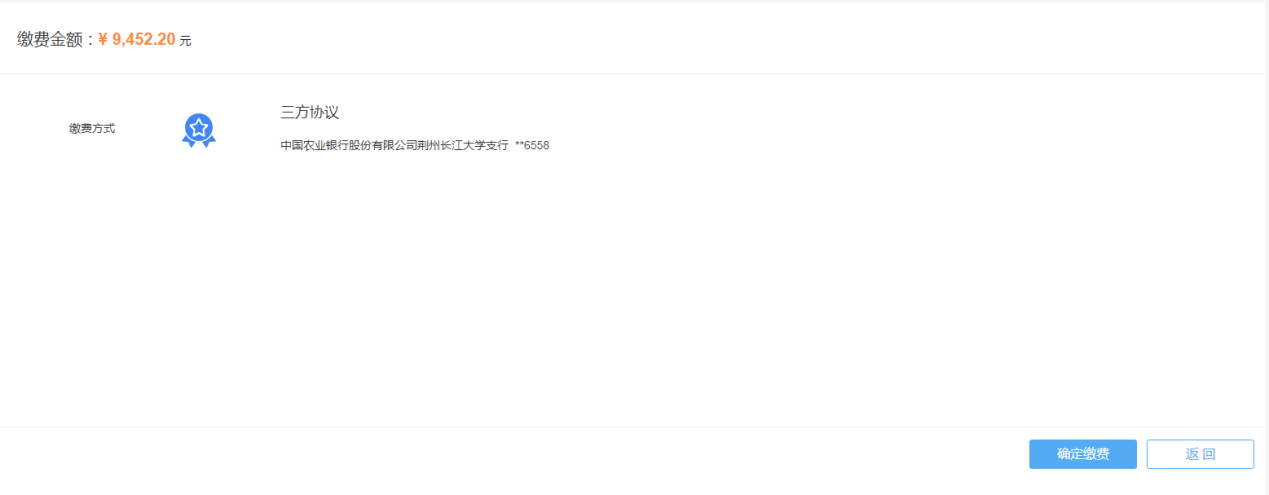 缴费金额：¥ 9,452.20 元
三方协议
缴费方式
中国农业银行股份有限公司荆州长江大学支行 **6558
确定缴费 返 回